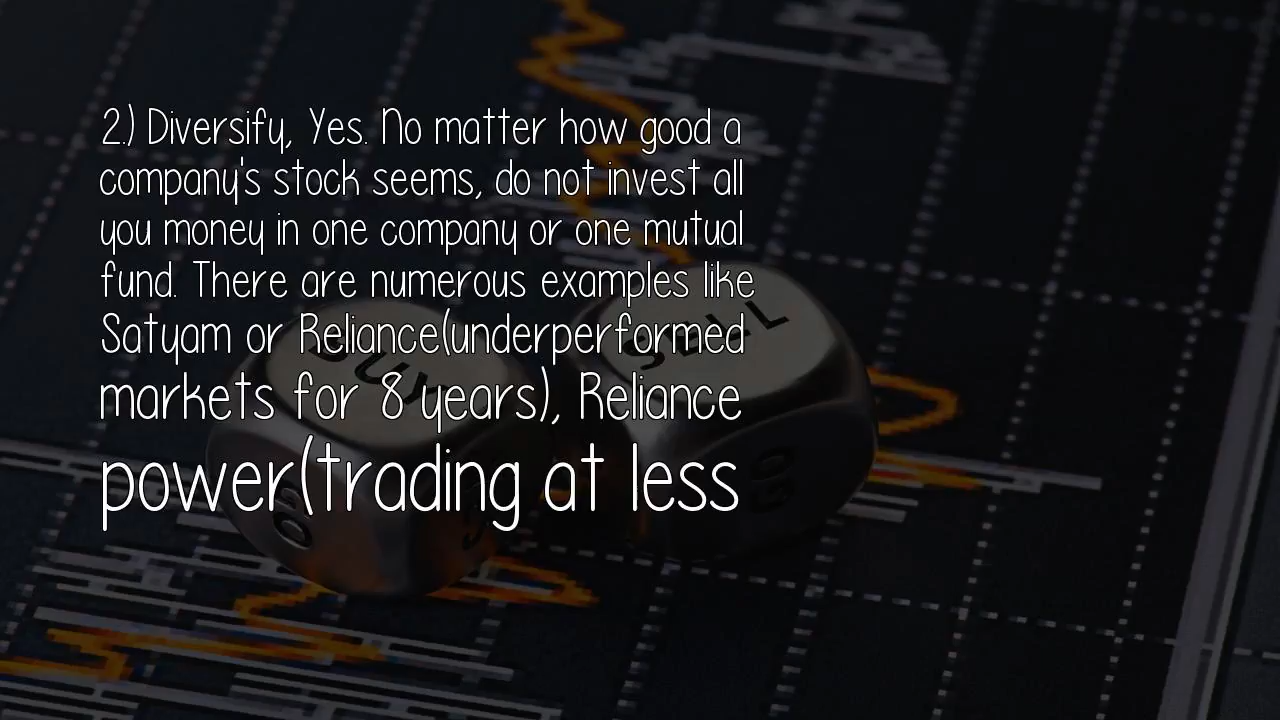 2.) Diversify, Yes. No matter how good a
company's stock seems, do not invest all
you money in one company or one mutual
fund. There are numerous examples like
Satyam or Reliance(underperformed
markets for 8 years), Reliance
power(trading at less
BUY
SELL